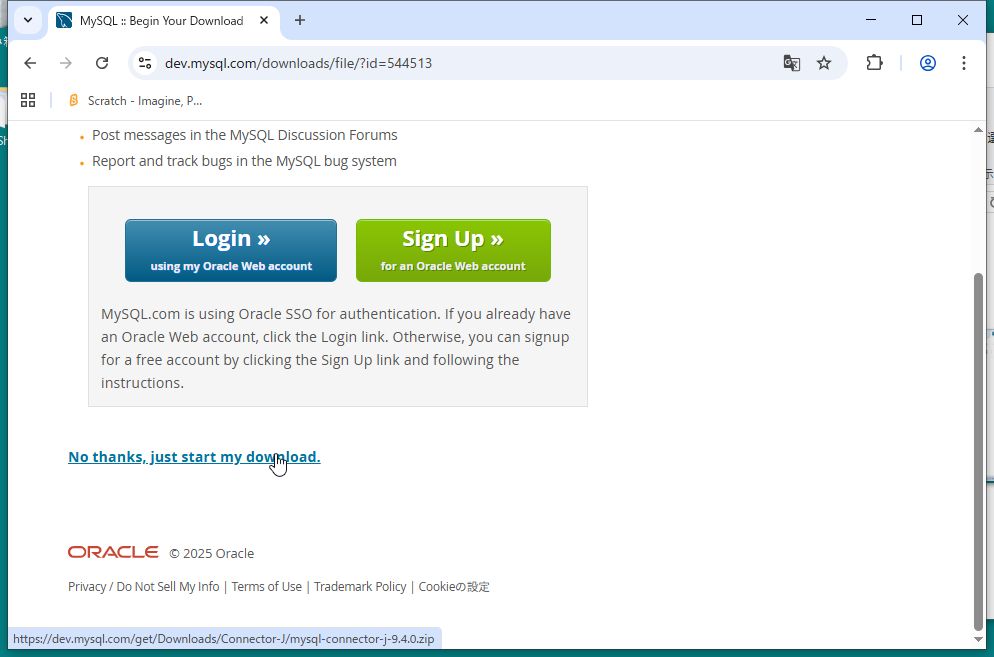 MySQL :: Begin Your Download
dev.mysql.com/downloads/file/?id=544513
Scratch - Imagine, P...
Post messages in the MySQL Discussion Forums
Report and track bugs in the MySQL bug system
Login »
using my Oracle Web account
Sign Up »
for an Oracle Web account
MySQL.com is using Oracle SSO for authentication. If you already have
an Oracle Web account, click the Login link. Otherwise, you can signup
for a free account by clicking the Sign Up link and following the
instructions.
No thanks, just start my download.
ORACLE © 2025 Oracle
Privacy / Do Not Sell My Info | Terms of Use | Trademark Policy | Cookieの設定
https://dev.mysql.com/get/Downloads/Connector-J/mysql-connector-j-9.4.0.zip